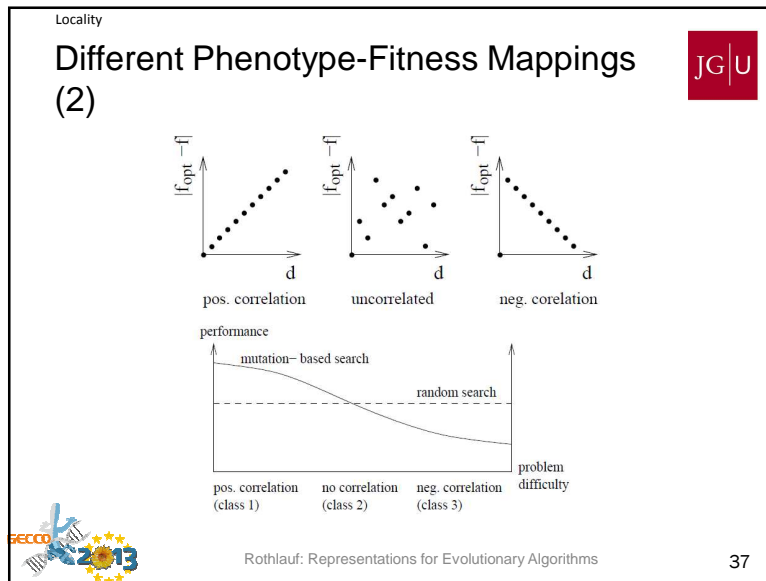 Locality
Different Phenotype-Fitness Mappings
(2)
JG|U
|f_opt −f|
d
pos. correlation
|f_opt −f|
d
uncorrelated
|f_opt −f|
d
neg. corelation
performance
mutation− based search
random search
problem
difficulty
pos. correlation
(class 1)
no correlation
(class 2)
neg. correlation
(class 3)
GECCO
2013
Rothlauf: Representations for Evolutionary Algorithms
37